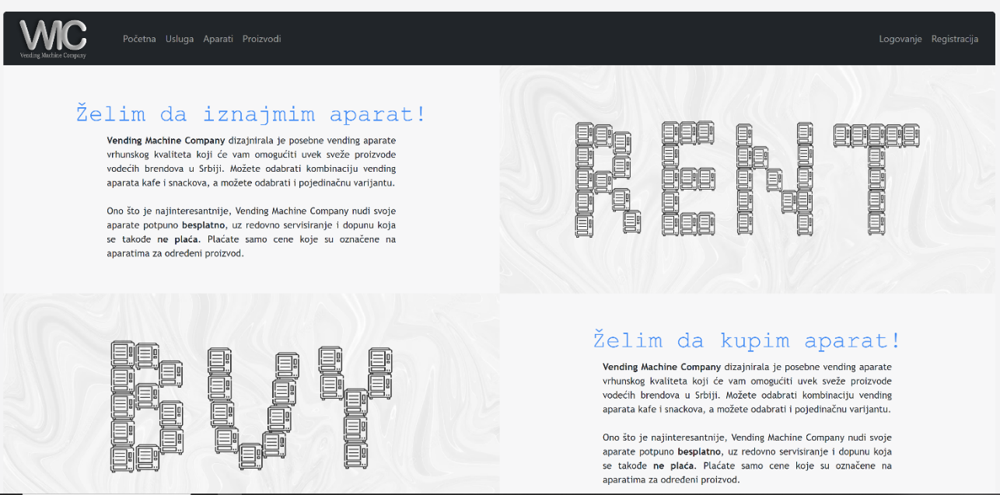 WIC
Vending Machine Company
Početna Usluga Aparati Proizvodi
Logovanje Registracija
Želim da iznajmim aparat!
Vending Machine Company dizajnirala je posebne vending aparate
vrhunskog kvaliteta koji će vam omogućiti uvek sveže proizvode
vodećih brendova u Srbiji. Možete odabrati kombinaciju vending
aparata kafe i snackova, a možete odabrati i pojedinačnu varijantu.
Ono što je najinteresantnije, Vending Machine Company nudi svoje
aparate potpuno besplatno, uz redovno servisiranje i dopunu koja
se takođe ne plaća. Plaćate samo cene koje su označene na
aparatima za određeni proizvod.
RENT
BUY
Želim da kupim aparat!
Vending Machine Company dizajnirala je posebne vending aparate
vrhunskog kvaliteta koji će vam omogućiti uvek sveže proizvode
vodećih brendova u Srbiji. Možete odabrati kombinaciju vending
aparata kafe i snackova, a možete odabrati i pojedinačnu varijantu.
Ono što je najinteresantnije, Vending Machine Company nudi svoje
aparate potpuno besplatno, uz redovno servisiranje i dopunu koja
se takođe ne plaća. Plaćate samo cene koje su označene na
aparatima za određeni proizvod.